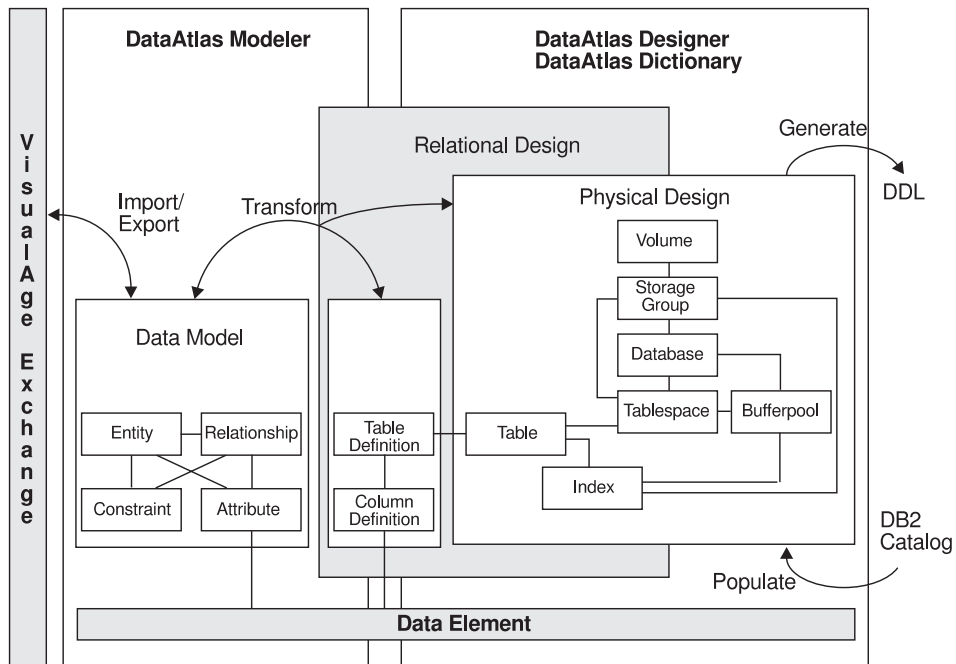 DataAtlas Modeler
DataAtlas Designer
DataAtlas Dictionary
VisualAge Exchange
Relational Design
Generate
DDL
Physical Design
Import/
Export
Transform
Volume
Storage
Group
Data Model
Database
Tablespace
Bufferpool
Entity
Relationship
Table
Definition
Table
Constraint
Attribute
Column
Definition
Index
DB2
Catalog
Populate
Data Element